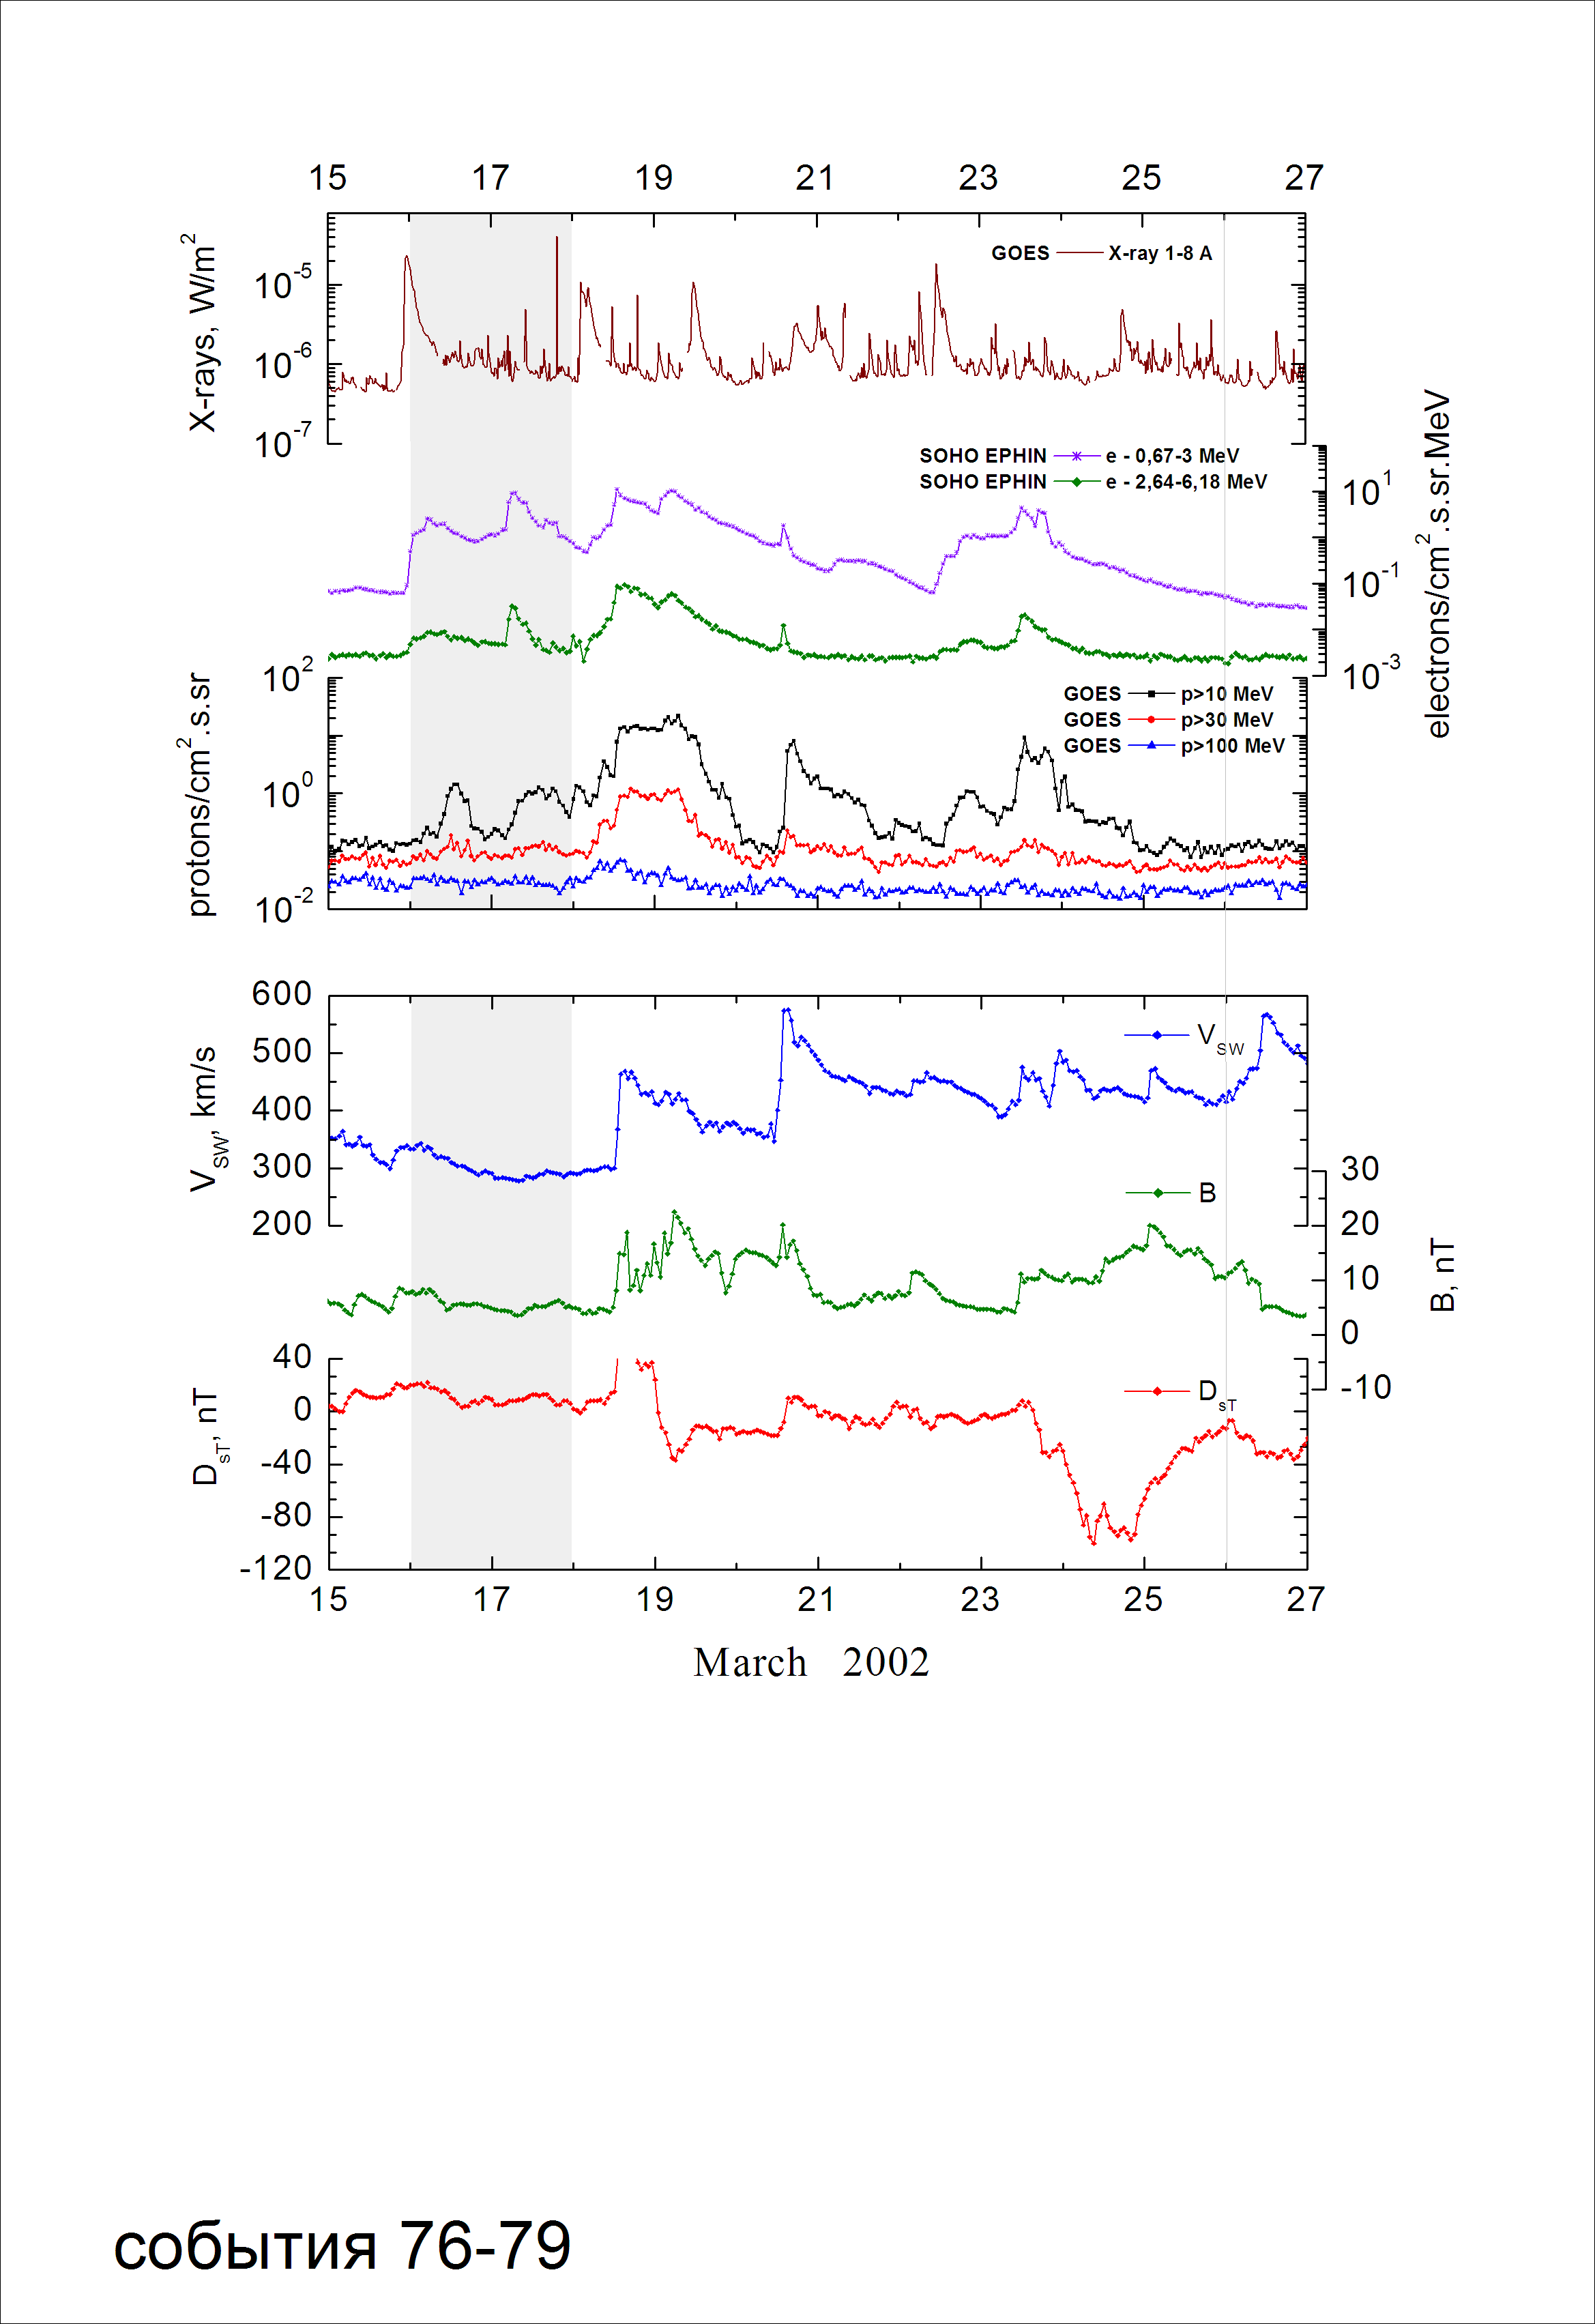 15 17 19 21 23 25 27
X-rays, W/m²
10⁻⁵
10⁻⁶
10⁻⁷
GOES X-ray 1-8 A
SOHO EPHIN e - 0,67-3 MeV
SOHO EPHIN e - 2,64-6,18 MeV
electrons/cm².s.sr.MeV
10¹
10⁻¹
10⁻³
protons/cm².s.sr
10²
10⁰
10⁻²
GOES p>10 MeV
GOES p>30 MeV
GOES p>100 MeV
V_SW, km/s
600
500
400
300
200
V_SW
B
30
20
10
0
-10
B, nT
D_sT, nT
40
0
-40
-80
-120
D_sT
15 17 19 21 23 25 27
March 2002
события 76-79